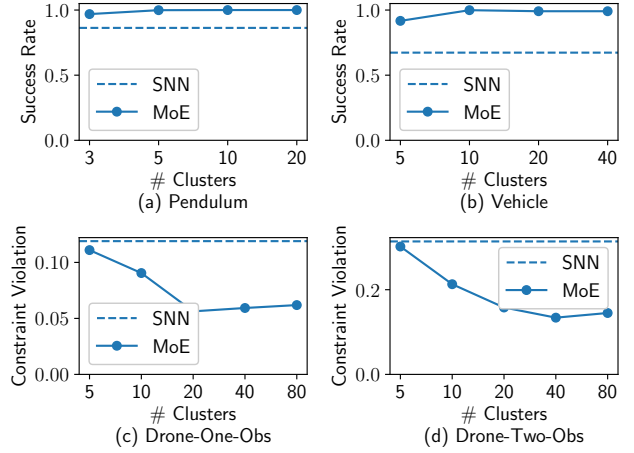 Success Rate
1.0
0.5
0.0
SNN
MoE
3 5 10 20
# Clusters
(a) Pendulum
Success Rate
1.0
0.5
0.0
SNN
MoE
5 10 20 40
# Clusters
(b) Vehicle
Constraint Violation
0.10
0.05
0.00
SNN
MoE
5 10 20 40 80
# Clusters
(c) Drone-One-Obs
Constraint Violation
0.2
0.0
SNN
MoE
5 10 20 40 80
# Clusters
(d) Drone-Two-Obs